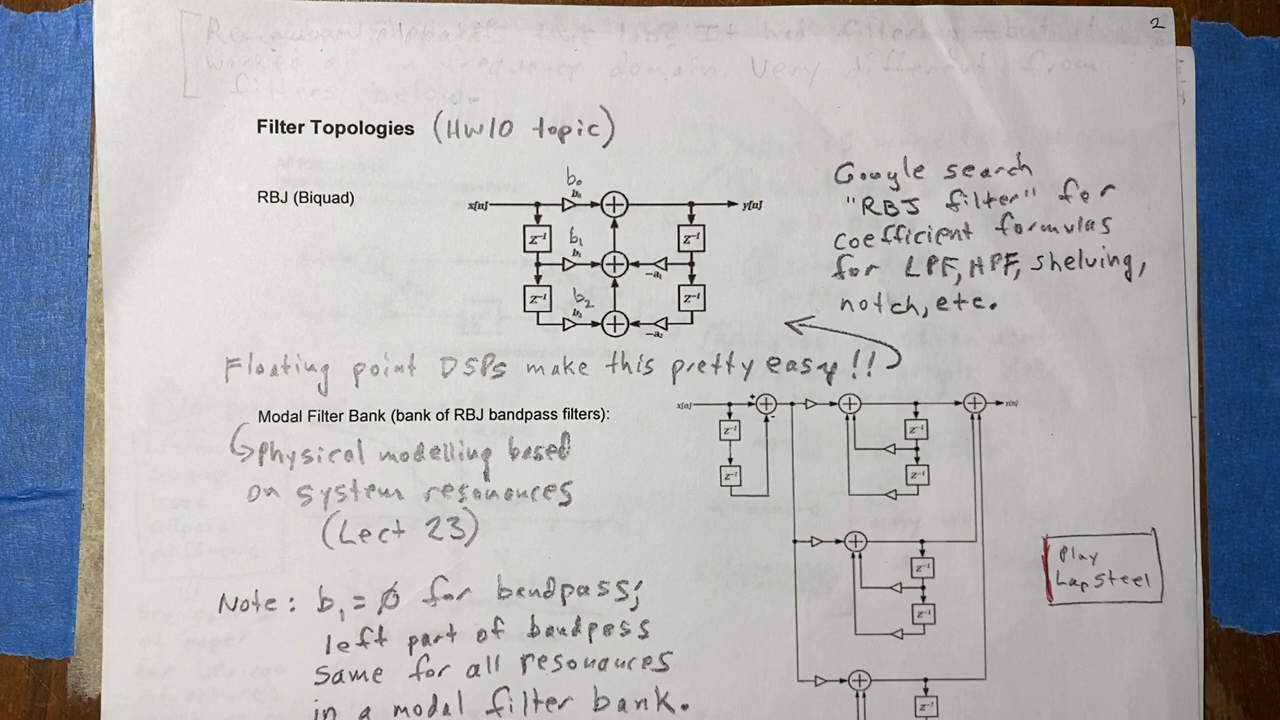 2
Filter Topologies (HW10 topic)
RBJ (Biquad)
x[n]
b₀
b₀
y[n]
z⁻¹
b₁
b₁
z⁻¹
-a₁
z⁻¹
b₂
b₂
z⁻¹
-a₂
Google search
"RBJ filter" for
coefficient formulas
for LPF, HPF, shelving,
notch, etc.
Floating point DSPs make this pretty easy!!
Modal Filter Bank (bank of RBJ bandpass filters):
physical modelling based
on system resonances
(Lect 23)
x[n]
+
-
z⁻¹
z⁻¹
z⁻¹
z⁻¹
z⁻¹
z⁻¹
z⁻¹
Play
Lap Steel
Note: b₁ = ∅ for bandpass;
left part of bandpass
same for all resonances
in a modal filter bank.